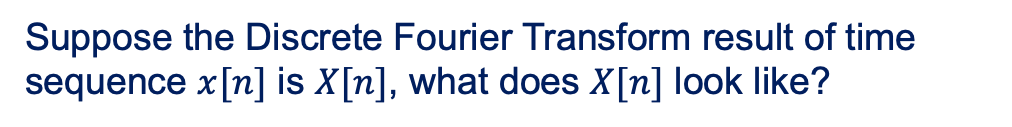 Suppose the Discrete Fourier Transform result of time
sequence x[n] is X[n], what does X[n] look like?